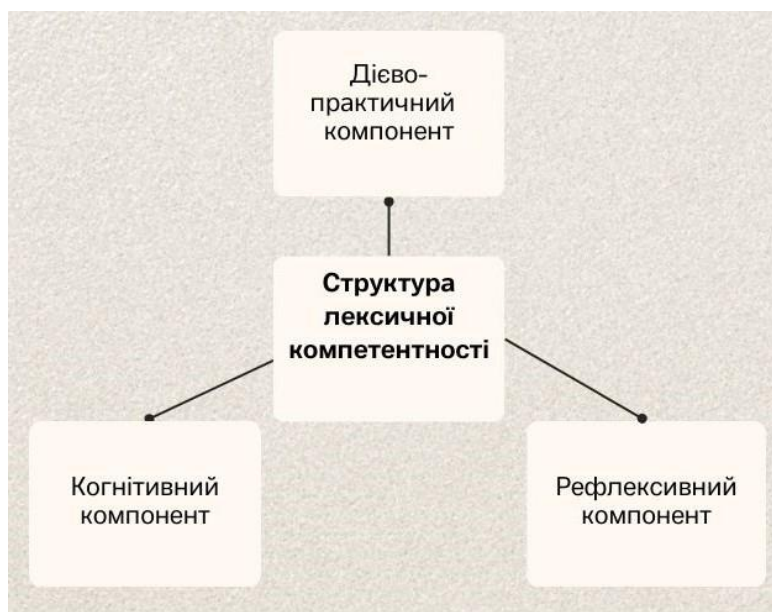 Дієво-
практичний
компонент
Структура
лексичної
компетентності
Когнітивний
компонент
Рефлексивний
компонент